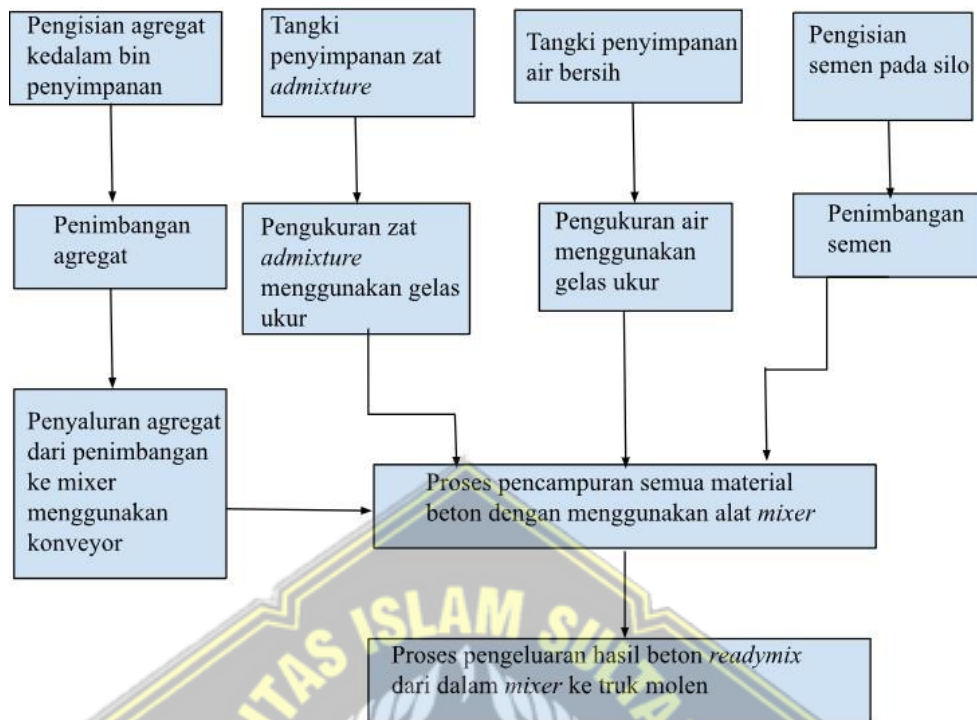 Pengisian agregat
kedalam bin
penyimpanan
Tangki
penyimpanan zat
admixture
Tangki penyimpanan
air bersih
Pengisian
semen pada silo
Penimbangan
agregat
Pengukuran zat
admixture
menggunakan gelas
ukur
Pengukuran air
menggunakan
gelas ukur
Penimbangan
semen
Penyaluran agregat
dari penimbangan
ke mixer
menggunakan
konveyor
Proses pencampuran semua material
beton dengan menggunakan alat mixer
Proses pengeluaran hasil beton readymix
dari dalam mixer ke truk molen
ISLAM